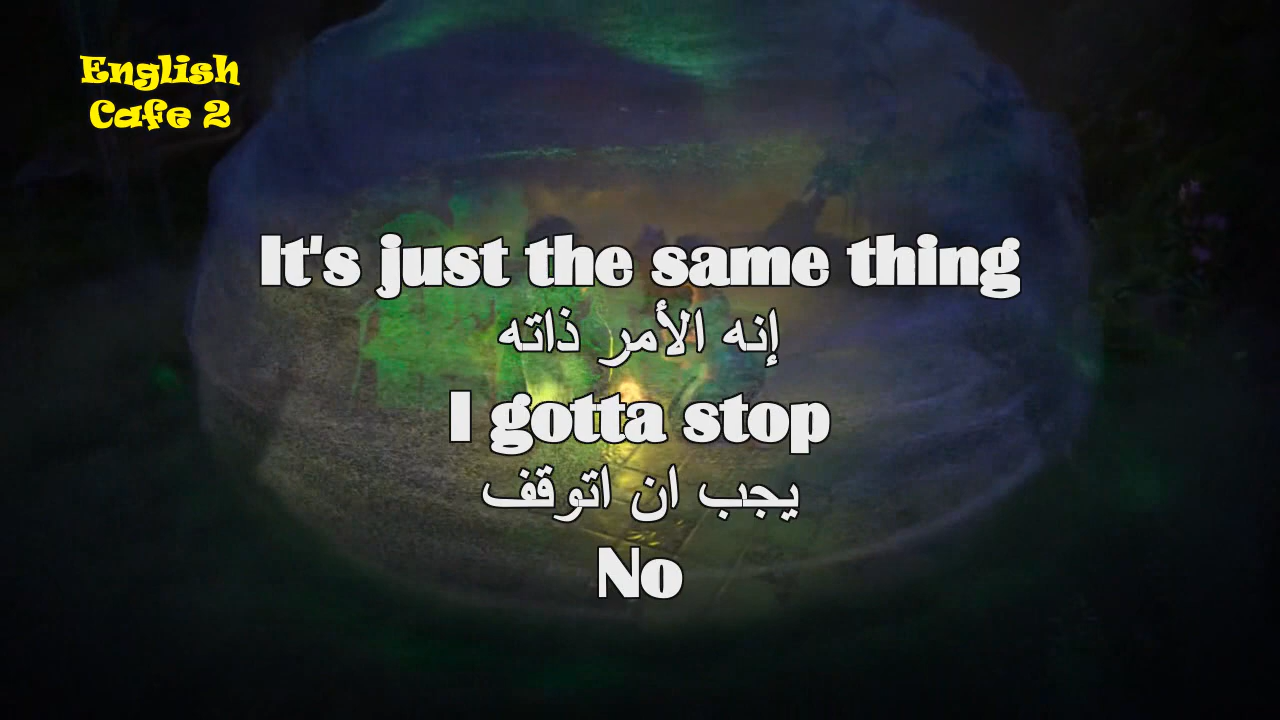 English
Cafe 2
It's just the same thing
إنه الأمر ذاته
I gotta stop
يجب ان اتوقف
No